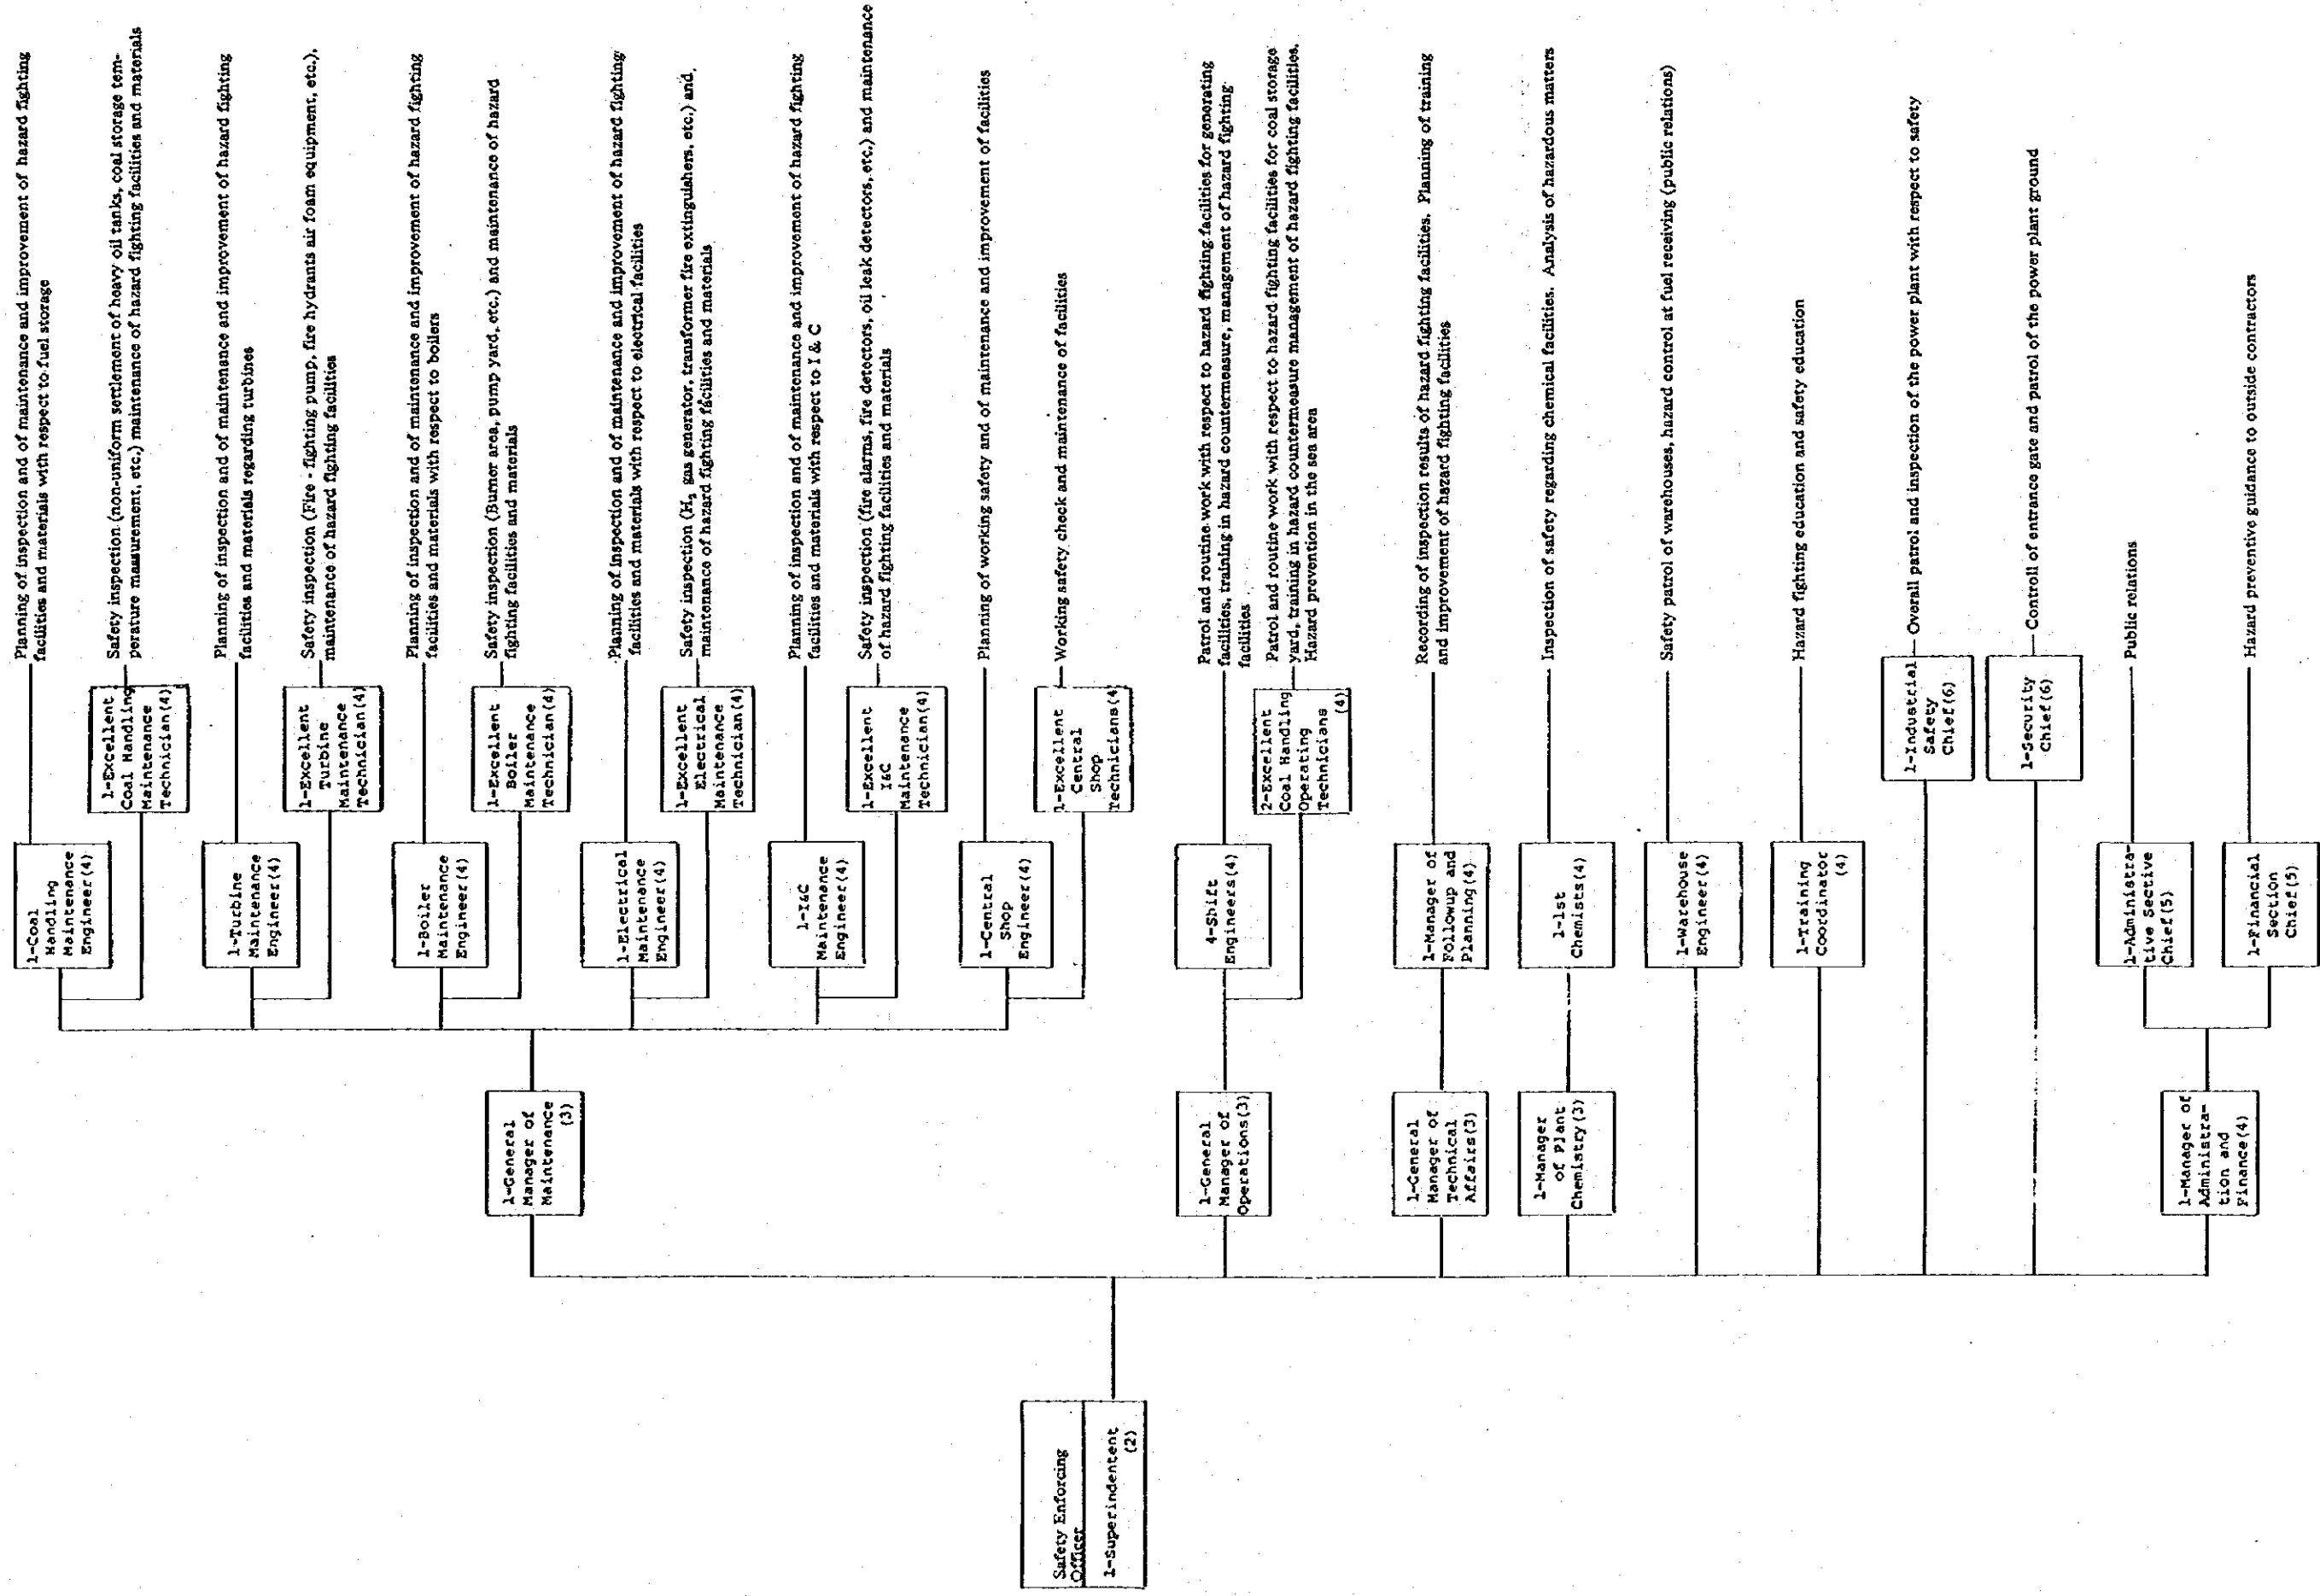 Safety Enforcing
Officer
1-Superindentent
(2)
1-General
Manager of
Maintenance
(3)
1-Coal
Handling
Maintenance
Engineer(4)
Planning of inspection and of maintenance and improvement of hazard fighting
facilities and materials with respect to fuel storage
1-Excellent
Coal Handling
Maintenance
Technician(4)
Safety inspection (non-uniform settlement of heavy oil tanks, coal storage tem-
perature measurement, etc.) maintenance of hazard fighting facilities and materials
1-Turbine
Maintenance
Engineer(4)
Planning of inspection and of maintenance and improvement of hazard fighting
facilities and materials regarding turbines
1-Excellent
Turbine
Maintenance
Technician(4)
Safety inspection (Fire - fighting pump, fire hydrants air foam equipment, etc.),
maintenance of hazard fighting facilities
1-Boiler
Maintenance
Engineer(4)
Planning of inspection and of maintenance and improvement of hazard fighting
facilities and materials with respect to boilers
1-Excellent
Boiler
Maintenance
Technician(4)
Safety inspection (Burner area, pump yard, etc.) and maintenance of hazard
fighting facilities and materials
1-Electrical
Maintenance
Engineer(4)
Planning of inspection and of maintenance and improvement of hazard fighting
facilities and materials with respect to electrical facilities
1-Excellent
Electrical
Maintenance
Technician(4)
Safety inspection (H₂ gas generator, transformer fire extinguishers, etc.) and,
maintenance of hazard fighting facilities and materials
1-I&C
Maintenance
Engineer(4)
Planning of inspection and of maintenance and improvement of hazard fighting
facilities and materials with respect to I & C
1-Excellent
I&C
Maintenance
Technician(4)
Safety inspection (fire alarms, fire detectors, oil leak detectors, etc.) and maintenance
of hazard fighting facilities and materials
1-Central
Shop
Engineer(4)
Planning of working safety and of maintenance and improvement of facilities
1-Excellent
Central
Shop
Technicians(4)
Working safety check and maintenance of facilities
1-General
Manager of
Operations(3)
4-Shift
Engineers(4)
Patrol and routine work with respect to hazard fighting facilities for generating
facilities, training in hazard countermeasure, management of hazard fighting
facilities
2-Excellent
Coal Handling
Operating
Technicians
(4)
Patrol and routine work with respect to hazard fighting facilities for coal storage
yard, training in hazard countermeasure management of hazard fighting facilities,
Hazard prevention in the sea area
1-General
Manager of
Technical
Affairs(3)
1-Manager of
Followup and
Planning(4)
Recording of inspection results of hazard fighting facilities. Planning of training
and improvement of hazard fighting facilities
1-Manager
of Plant
Chemistry(3)
1-1st
Chemists(4)
Inspection of safety regarding chemical facilities. Analysis of hazardous matters
1-Warehouse
Engineer(4)
Safety patrol of warehouses, hazard control at fuel receiving (public relations)
1-Training
Coordinator
(4)
Hazard fighting education and safety education
1-Industrial
Safety
Chief(6)
Overall patrol and inspection of the power plant with respect to safety
1-Security
Chief(6)
Controll of entrance gate and patrol of the power plant ground
1-Manager of
Administra-
tion and
Finance(4)
1-Administra-
tive Sective
Chief(5)
Public relations
1-Financial
Section
Chief(5)
Hazard preventive guidance to outside contractors